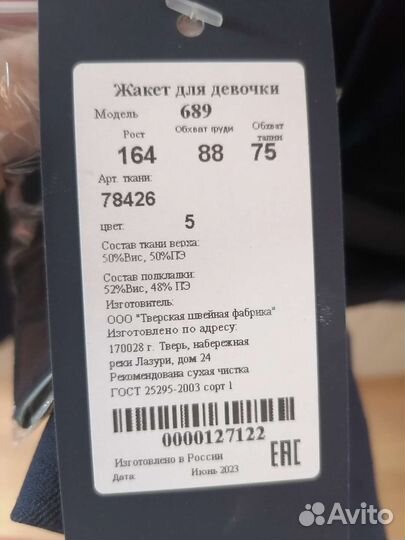 Жакет для девочки
Модель 689
Рост Обхват груди Обхват талии
164 88 75
Арт. ткани:
78426
цвет: 5
Состав ткани верха:
50%Вис, 50%ПЭ
Состав подкладки:
52%Вис, 48% ПЭ
Изготовитель:
ООО "Тверская швейная фабрика"
Изготовлено по адресу:
170028 г. Тверь, набережная
реки Лазури, дом 24
Рекомендована сухая чистка
ГОСТ 25295-2003 сорт 1
0000127122
Изготовлено в России
Дата: Июнь 2023
ЕАС
Avito